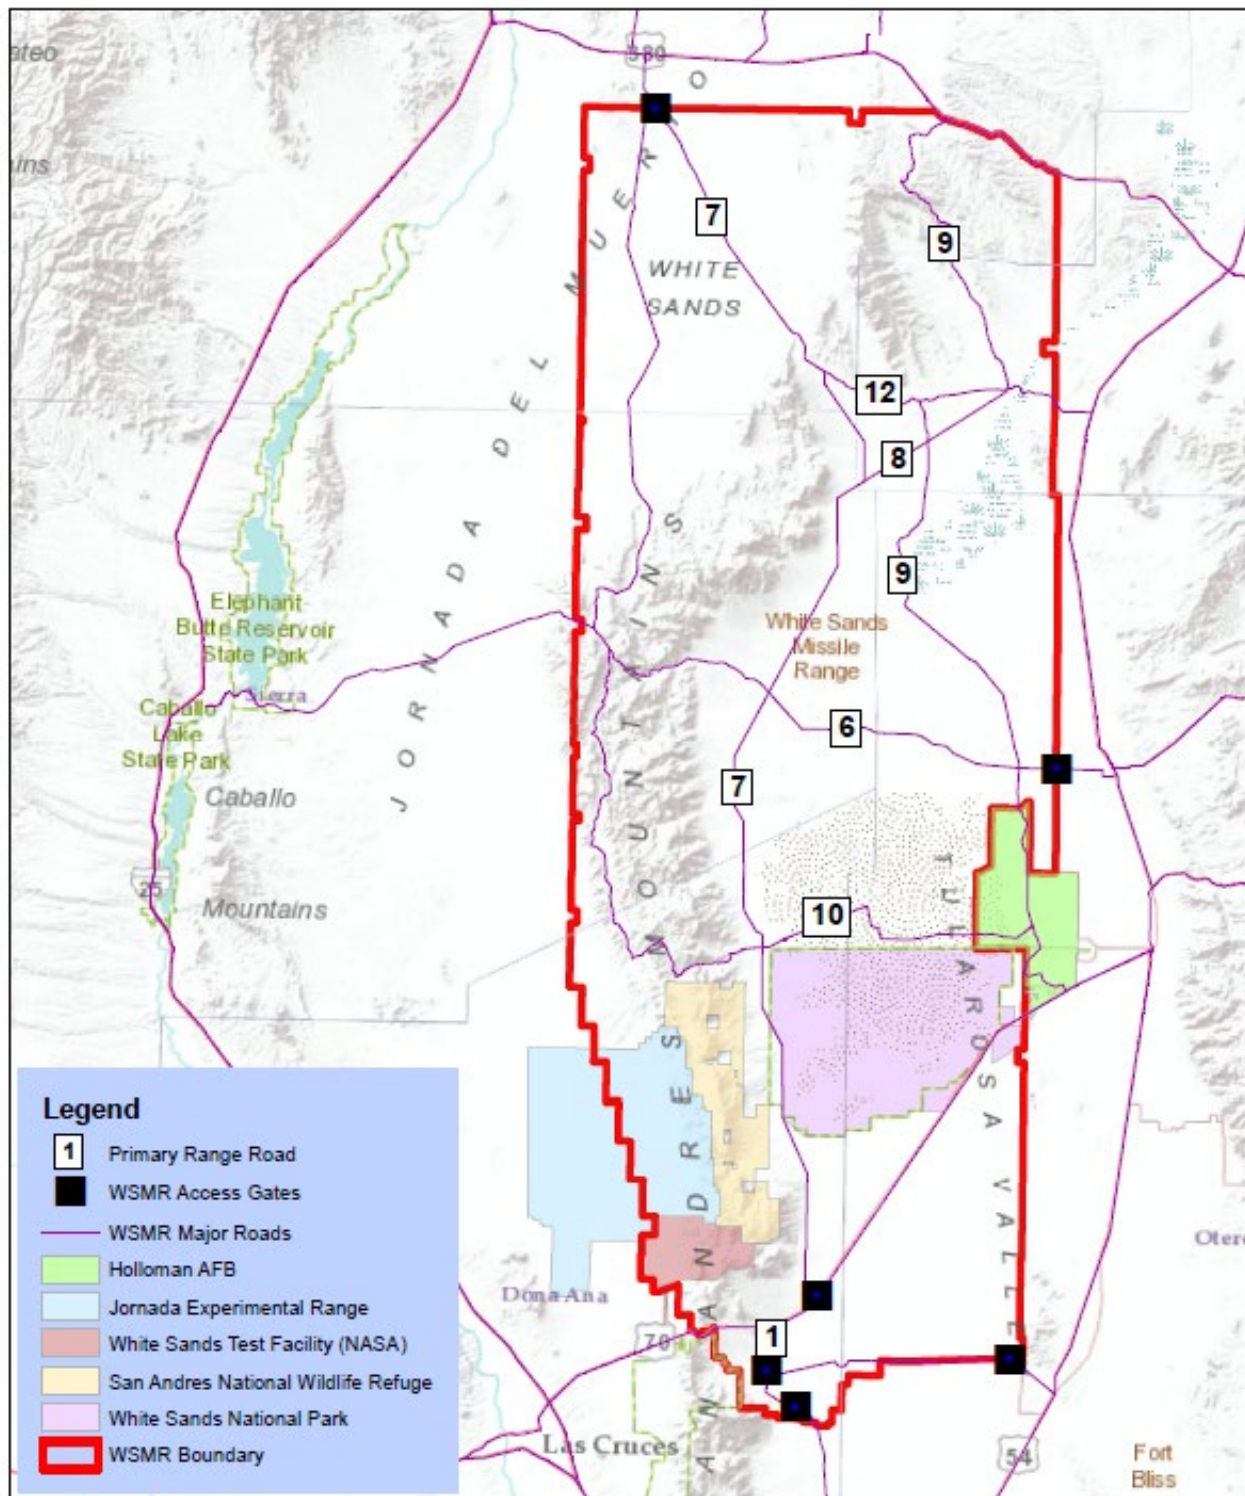 ateo
380
ins
JORNADA DEL MUERTO
7
9
WHITE
SANDS
12
8
9
Elephant
Butte Reservoir
State Park
White Sands
Missile
Range
Sierra
Caballo
Lake
State Park
6
7
Caballo
25
Mountains
10
SAN ANDRES MOUNTAINS
TULAROSA VALLEY
Otero
Dona Ana
70
1
Las Cruces
54
Fort
Bliss
Legend
1 Primary Range Road
WSMR Access Gates
WSMR Major Roads
Holloman AFB
Jornada Experimental Range
White Sands Test Facility (NASA)
San Andres National Wildlife Refuge
White Sands National Park
WSMR Boundary